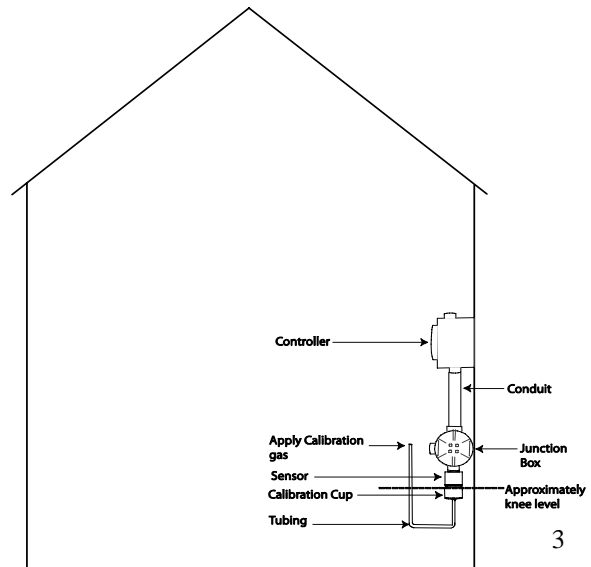 Controller
Conduit
Apply Calibration
gas
Junction
Box
Sensor
Calibration Cup
Approximately
knee level
Tubing
3